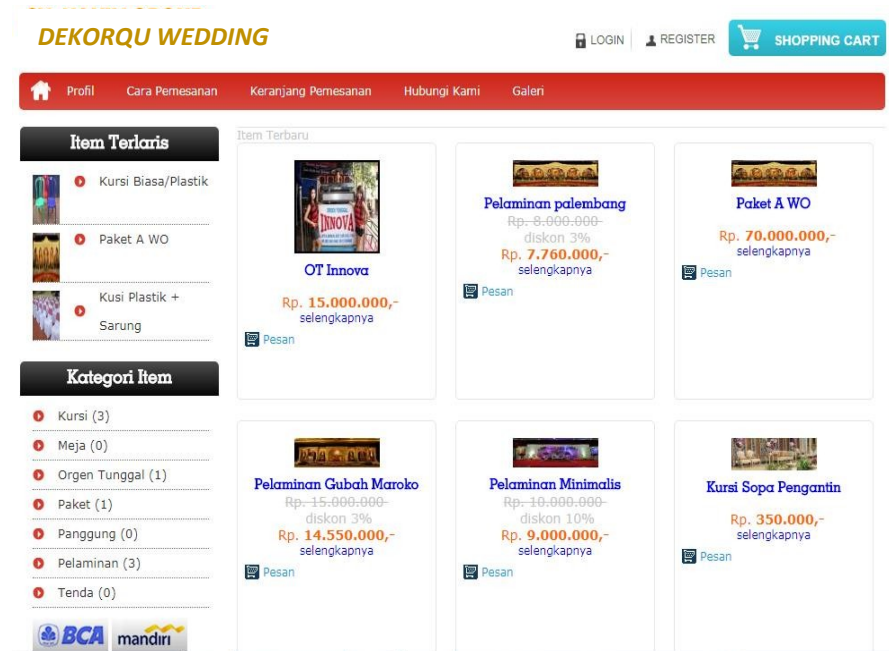 DEKORQU WEDDING
LOGIN
REGISTER
SHOPPING CART
Profil
Cara Pemesanan
Keranjang Pemesanan
Hubungi Kami
Galeri
Item Terlaris
Kursi Biasa/Plastik
Paket A WO
Kusi Plastik +
Sarung
Kategori Item
Kursi (3)
Meja (0)
Orgen Tunggal (1)
Paket (1)
Panggung (0)
Pelaminan (3)
Tenda (0)
BCA
mandiri
Item Terbaru
INNOVA
OT Innova
Rp. 15.000.000,-
selengkapnya
Pesan
Pelaminan palembang
Rp. 8.000.000
diskon 3%
Rp. 7.760.000,-
selengkapnya
Pesan
Paket A WO
Rp. 70.000.000,-
selengkapnya
Pesan
Pelaminan Gubah Maroko
Rp. 15.000.000
diskon 3%
Rp. 14.550.000,-
selengkapnya
Pesan
Pelaminan Minimalis
Rp. 10.000.000
diskon 10%
Rp. 9.000.000,-
selengkapnya
Pesan
Kursi Sopa Pengantin
Rp. 350.000,-
selengkapnya
Pesan